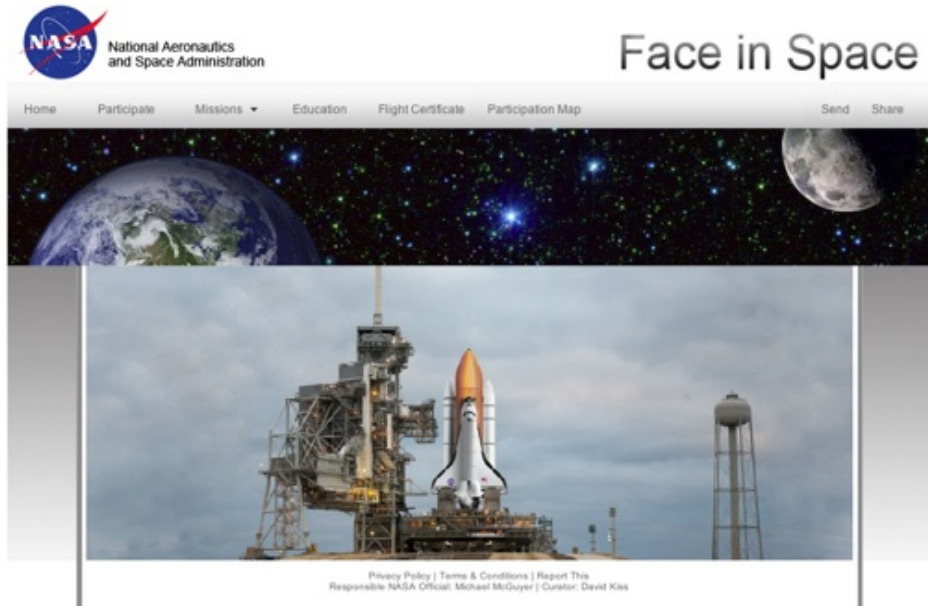 NASA
National Aeronautics
and Space Administration
Face in Space
Home Participate Missions Education Flight Certificate Participation Map Send Share
Privacy Policy | Terms & Conditions | Report This
Responsible NASA Official: Michael McGuyer | Curator: David Kiss